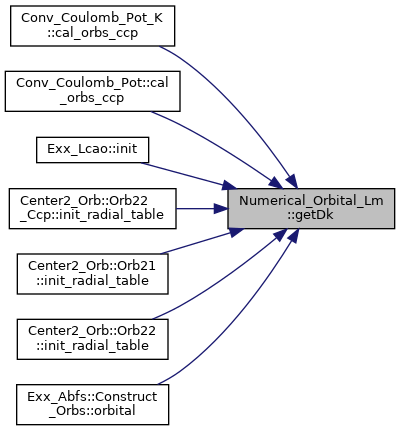 Conv_Coulomb_Pot_K
::cal_orbs_ccp
Conv_Coulomb_Pot::cal
_orbs_ccp
Exx_Lcao::init
Center2_Orb::Orb22
_Ccp::init_radial_table
Numerical_Orbital_Lm
::getDk
Center2_Orb::Orb21
::init_radial_table
Center2_Orb::Orb22
::init_radial_table
Exx_Abfs::Construct
_Orbs::orbital